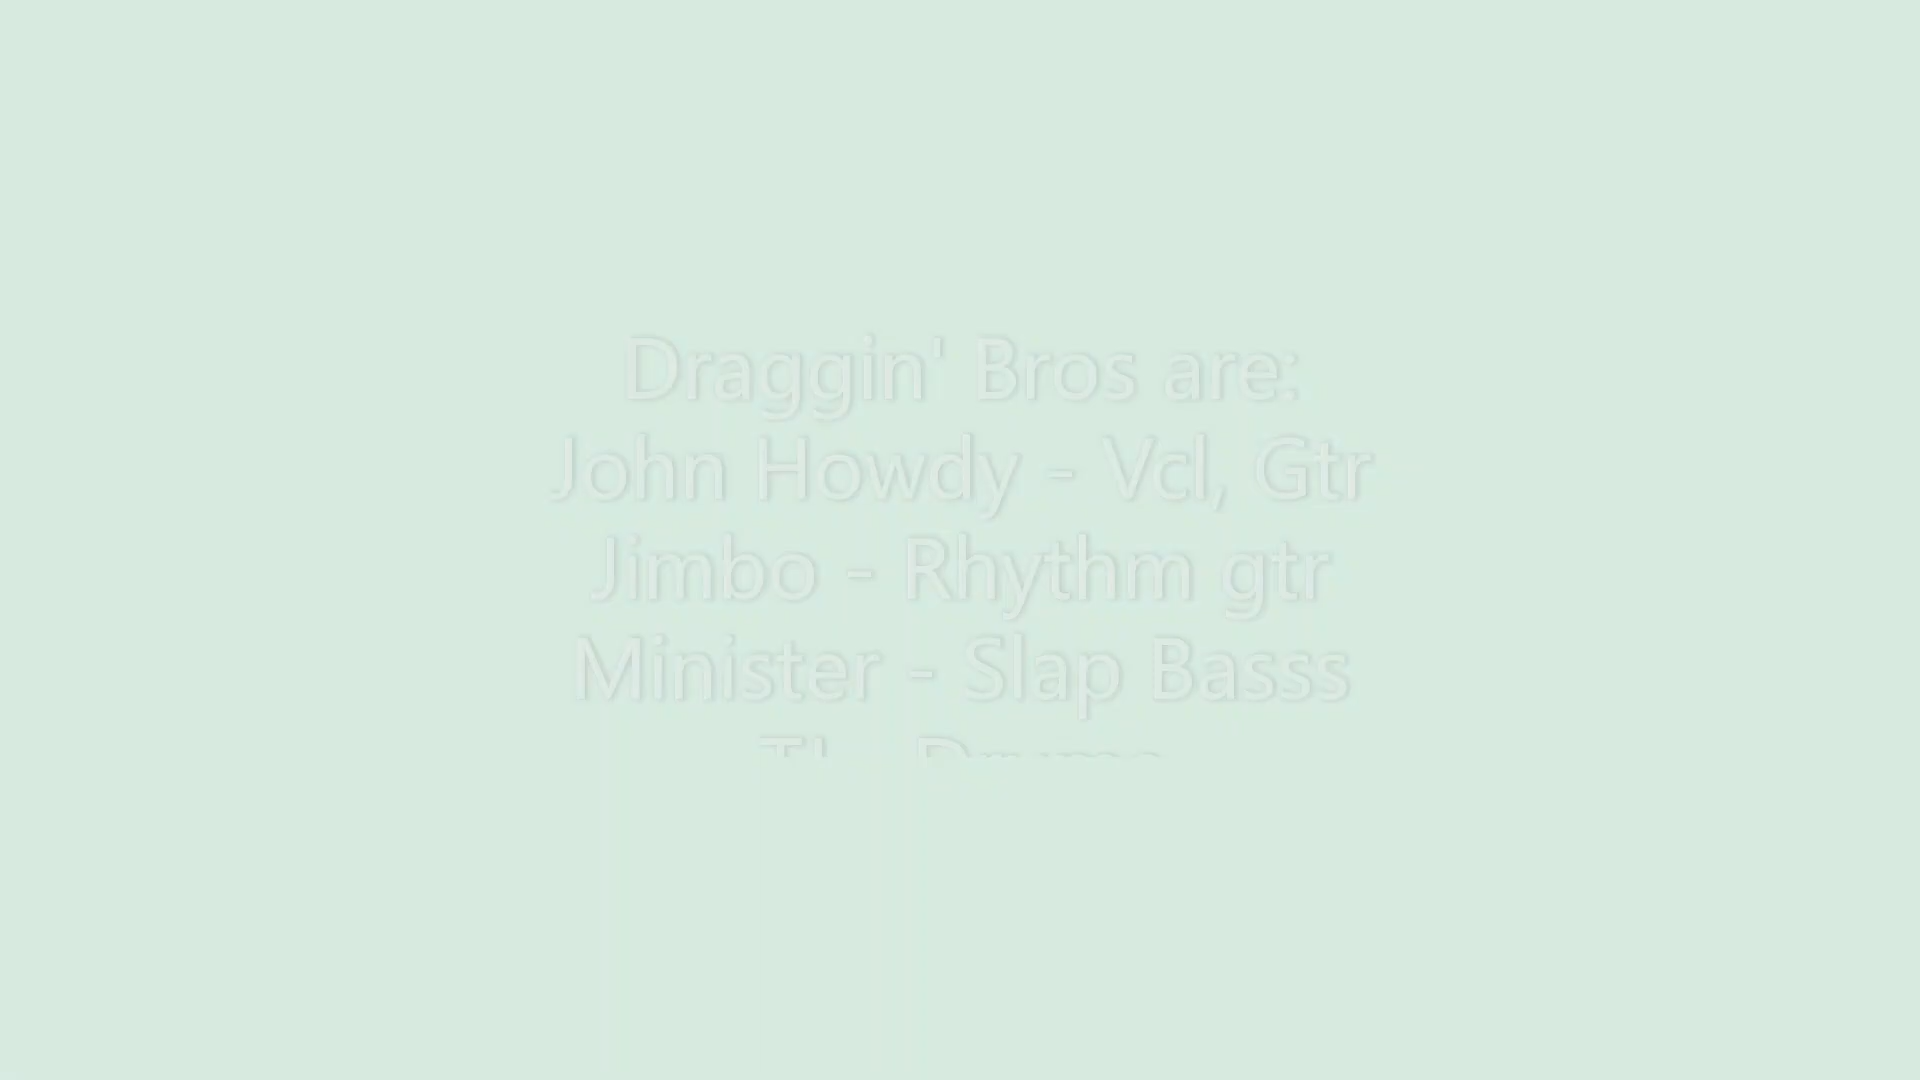 Draggin' Bros are:
John Howdy - Vcl, Gtr
Jimbo - Rhythm gtr
Minister - Slap Basss